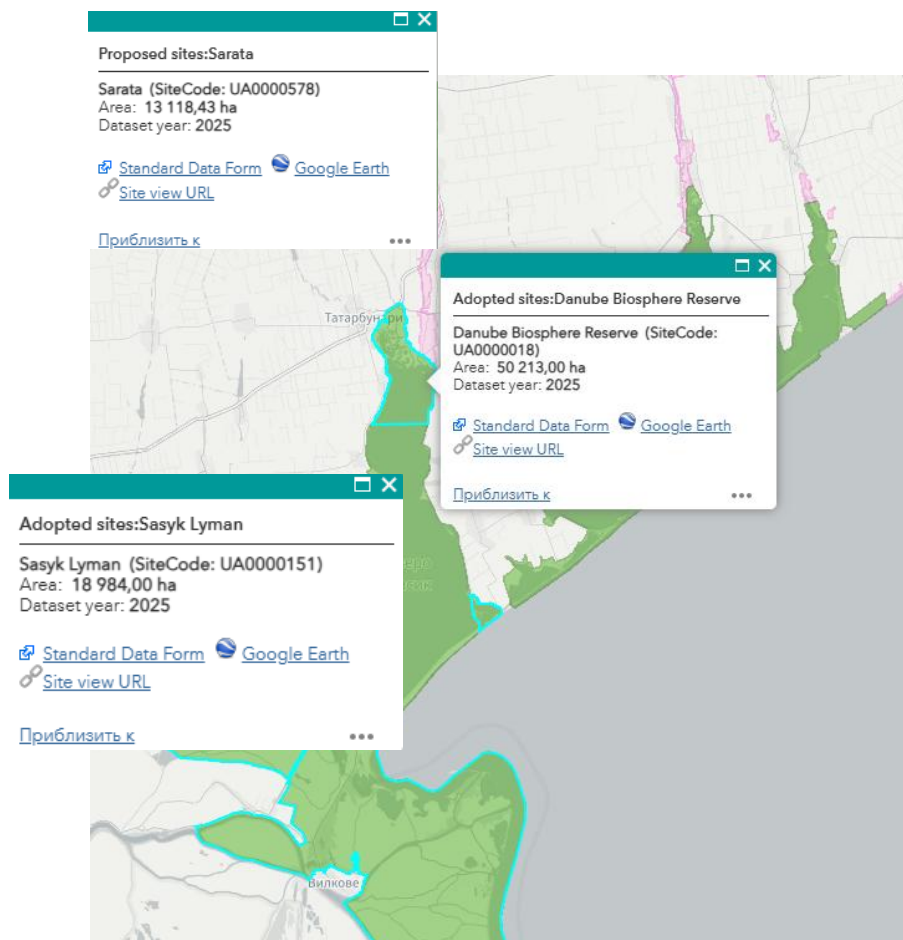 Proposed sites:Sarata
Sarata (SiteCode: UA0000578)
Area: 13 118,43 ha
Dataset year: 2025
Standard Data Form Google Earth
Site view URL
Приблизить к
Татарбунари
Adopted sites:Danube Biosphere Reserve
Danube Biosphere Reserve (SiteCode:
UA0000018)
Area: 50 213,00 ha
Dataset year: 2025
Standard Data Form Google Earth
Site view URL
Приблизить к
Adopted sites:Sasyk Lyman
Sasyk Lyman (SiteCode: UA0000151)
Area: 18 984,00 ha
Dataset year: 2025
Standard Data Form Google Earth
Site view URL
Приблизить к
Вилкове